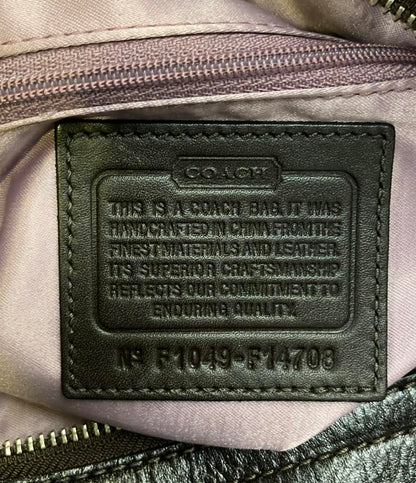 COACH
THIS IS A COACH BAG. IT WAS
HANDCRAFTED IN CHINA FROM THE
FINEST MATERIALS AND LEATHER.
ITS SUPERIOR CRAFTSMANSHIP
REFLECTS OUR COMMITMENT TO
ENDURING QUALITY.
No F1049-F14708